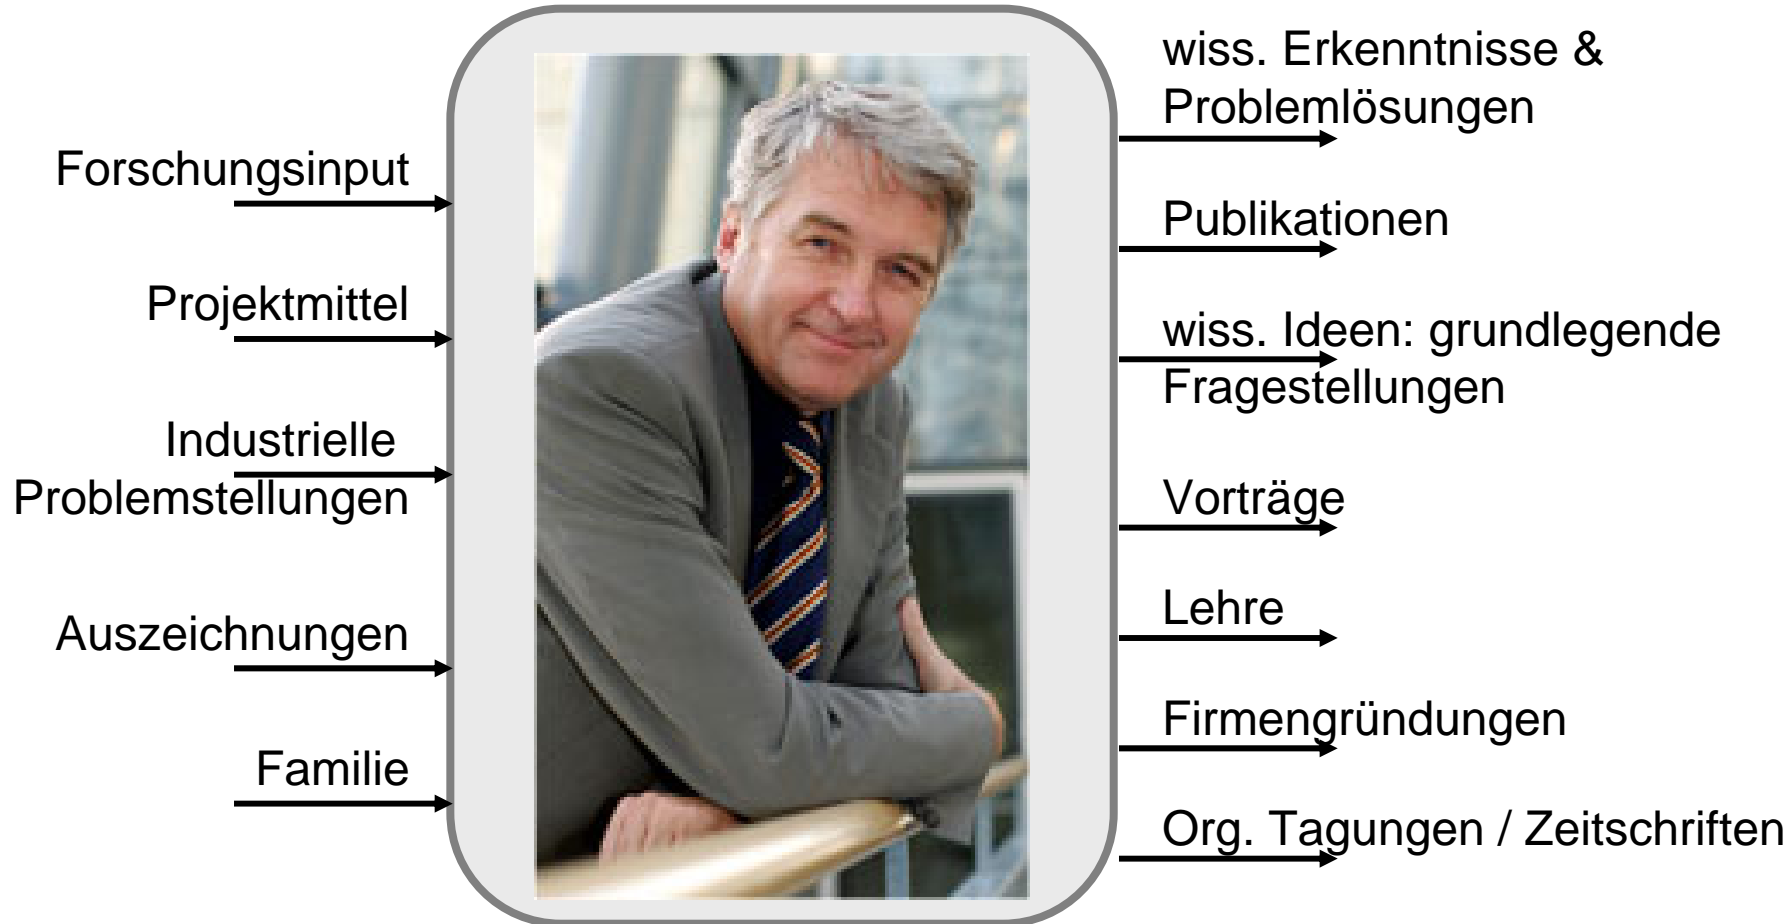 Forschungsinput
Projektmittel
Industrielle
Problemstellungen
Auszeichnungen
Familie
wiss. Erkenntnisse &
Problemlösungen
Publikationen
wiss. Ideen: grundlegende
Fragestellungen
Vorträge
Lehre
Firmengründungen
Org. Tagungen / Zeitschriften